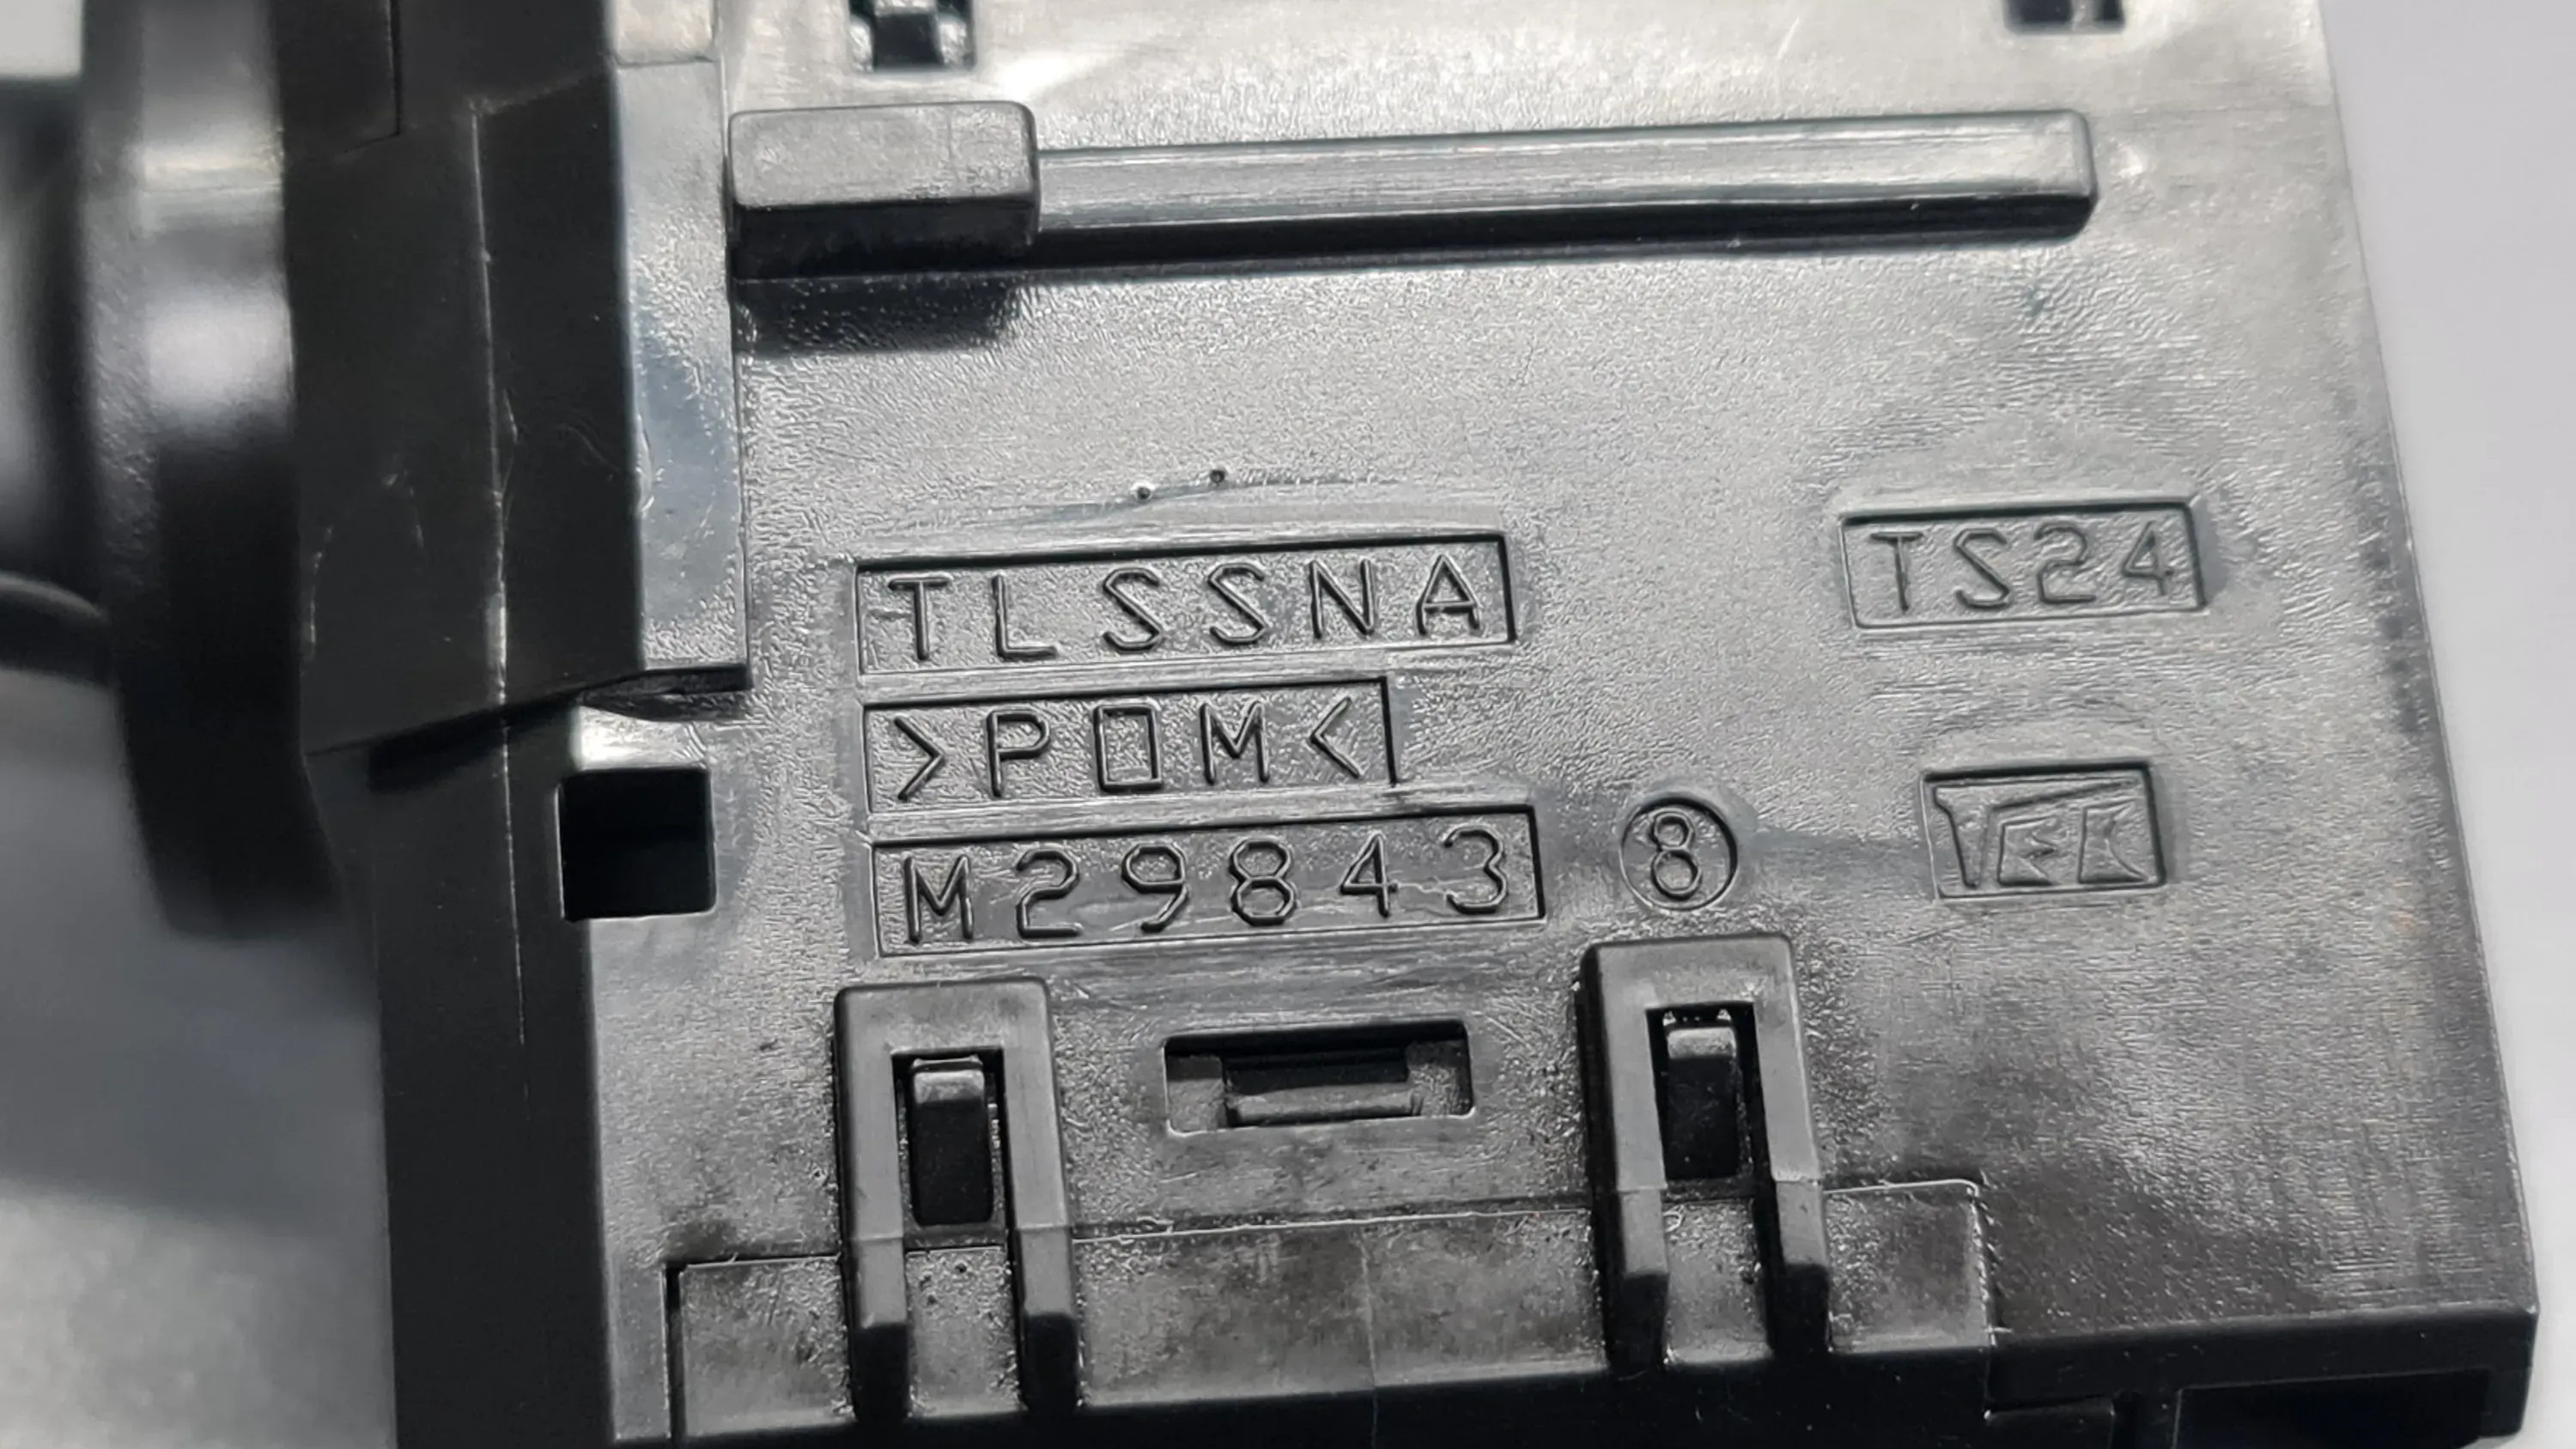 TLSSNA
TS24
>POM<
M29843
8